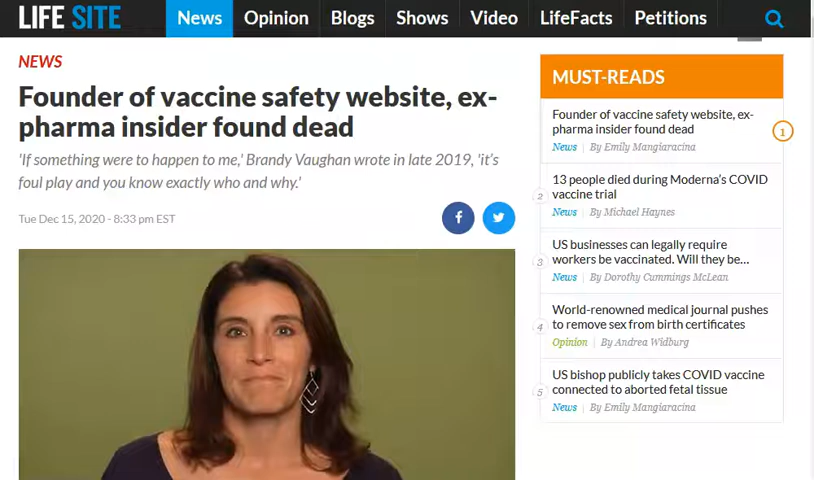 LIFE SITE News Opinion Blogs Shows Video LifeFacts Petitions
NEWS
Founder of vaccine safety website, ex-
pharma insider found dead
'If something were to happen to me,' Brandy Vaughan wrote in late 2019, 'it's
foul play and you know exactly who and why.'
Tue Dec 15, 2020 - 8:33 pm EST
MUST-READS
Founder of vaccine safety website, ex-
pharma insider found dead
1
News | By Emily Mangiaracina
13 people died during Moderna's COVID
2 vaccine trial
News | By Michael Haynes
US businesses can legally require
3 workers be vaccinated. Will they be...
News | By Dorothy Cummings McLean
World-renowned medical journal pushes
4 to remove sex from birth certificates
Opinion | By Andrea Widburg
US bishop publicly takes COVID vaccine
5 connected to aborted fetal tissue
News | By Emily Mangiaracina